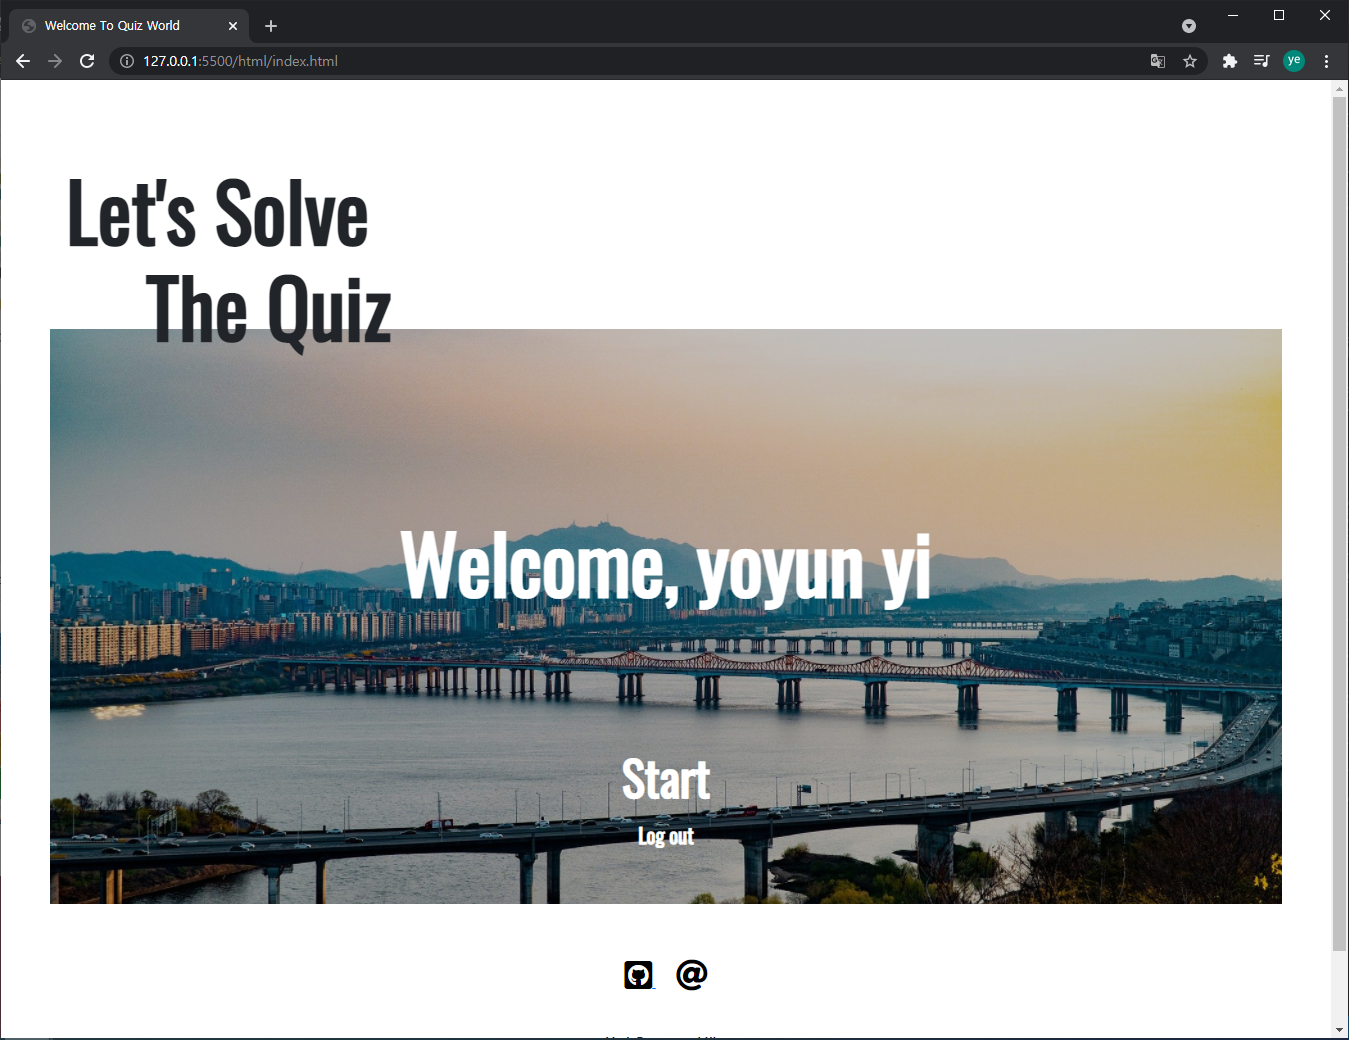 Welcome To Quiz World
127.0.0.1:5500/html/index.html
ye
Let's Solve
The Quiz
Welcome, yoyun yi
Start
Log out